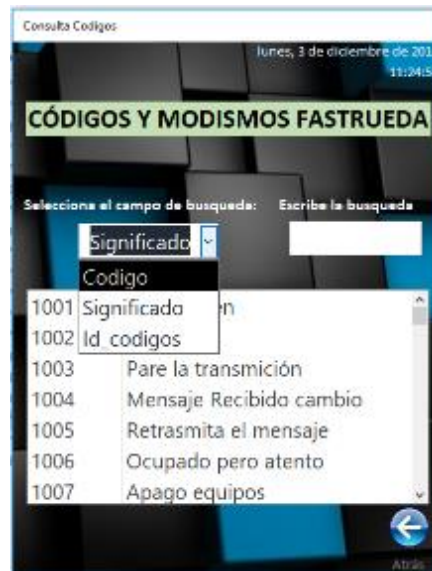 Consulta Codigos
lunes, 3 de diciembre de 201
11:24:5
CÓDIGOS Y MODISMOS FASTRUEDA
Selecciona el campo de busqueda: Escribe la busqueda
Significado
Codigo
Significado
Id_codigos
1001 en
1002
1003 Pare la transmición
1004 Mensaje Recibido cambio
1005 Retrasmita el mensaje
1006 Ocupado pero atento
1007 Apago equipos
Atrás